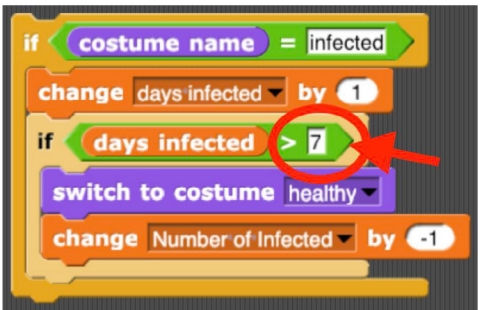 if costume name = infected
change days infected by 1
if days infected > 7
switch to costume healthy
change Number of Infected by -1